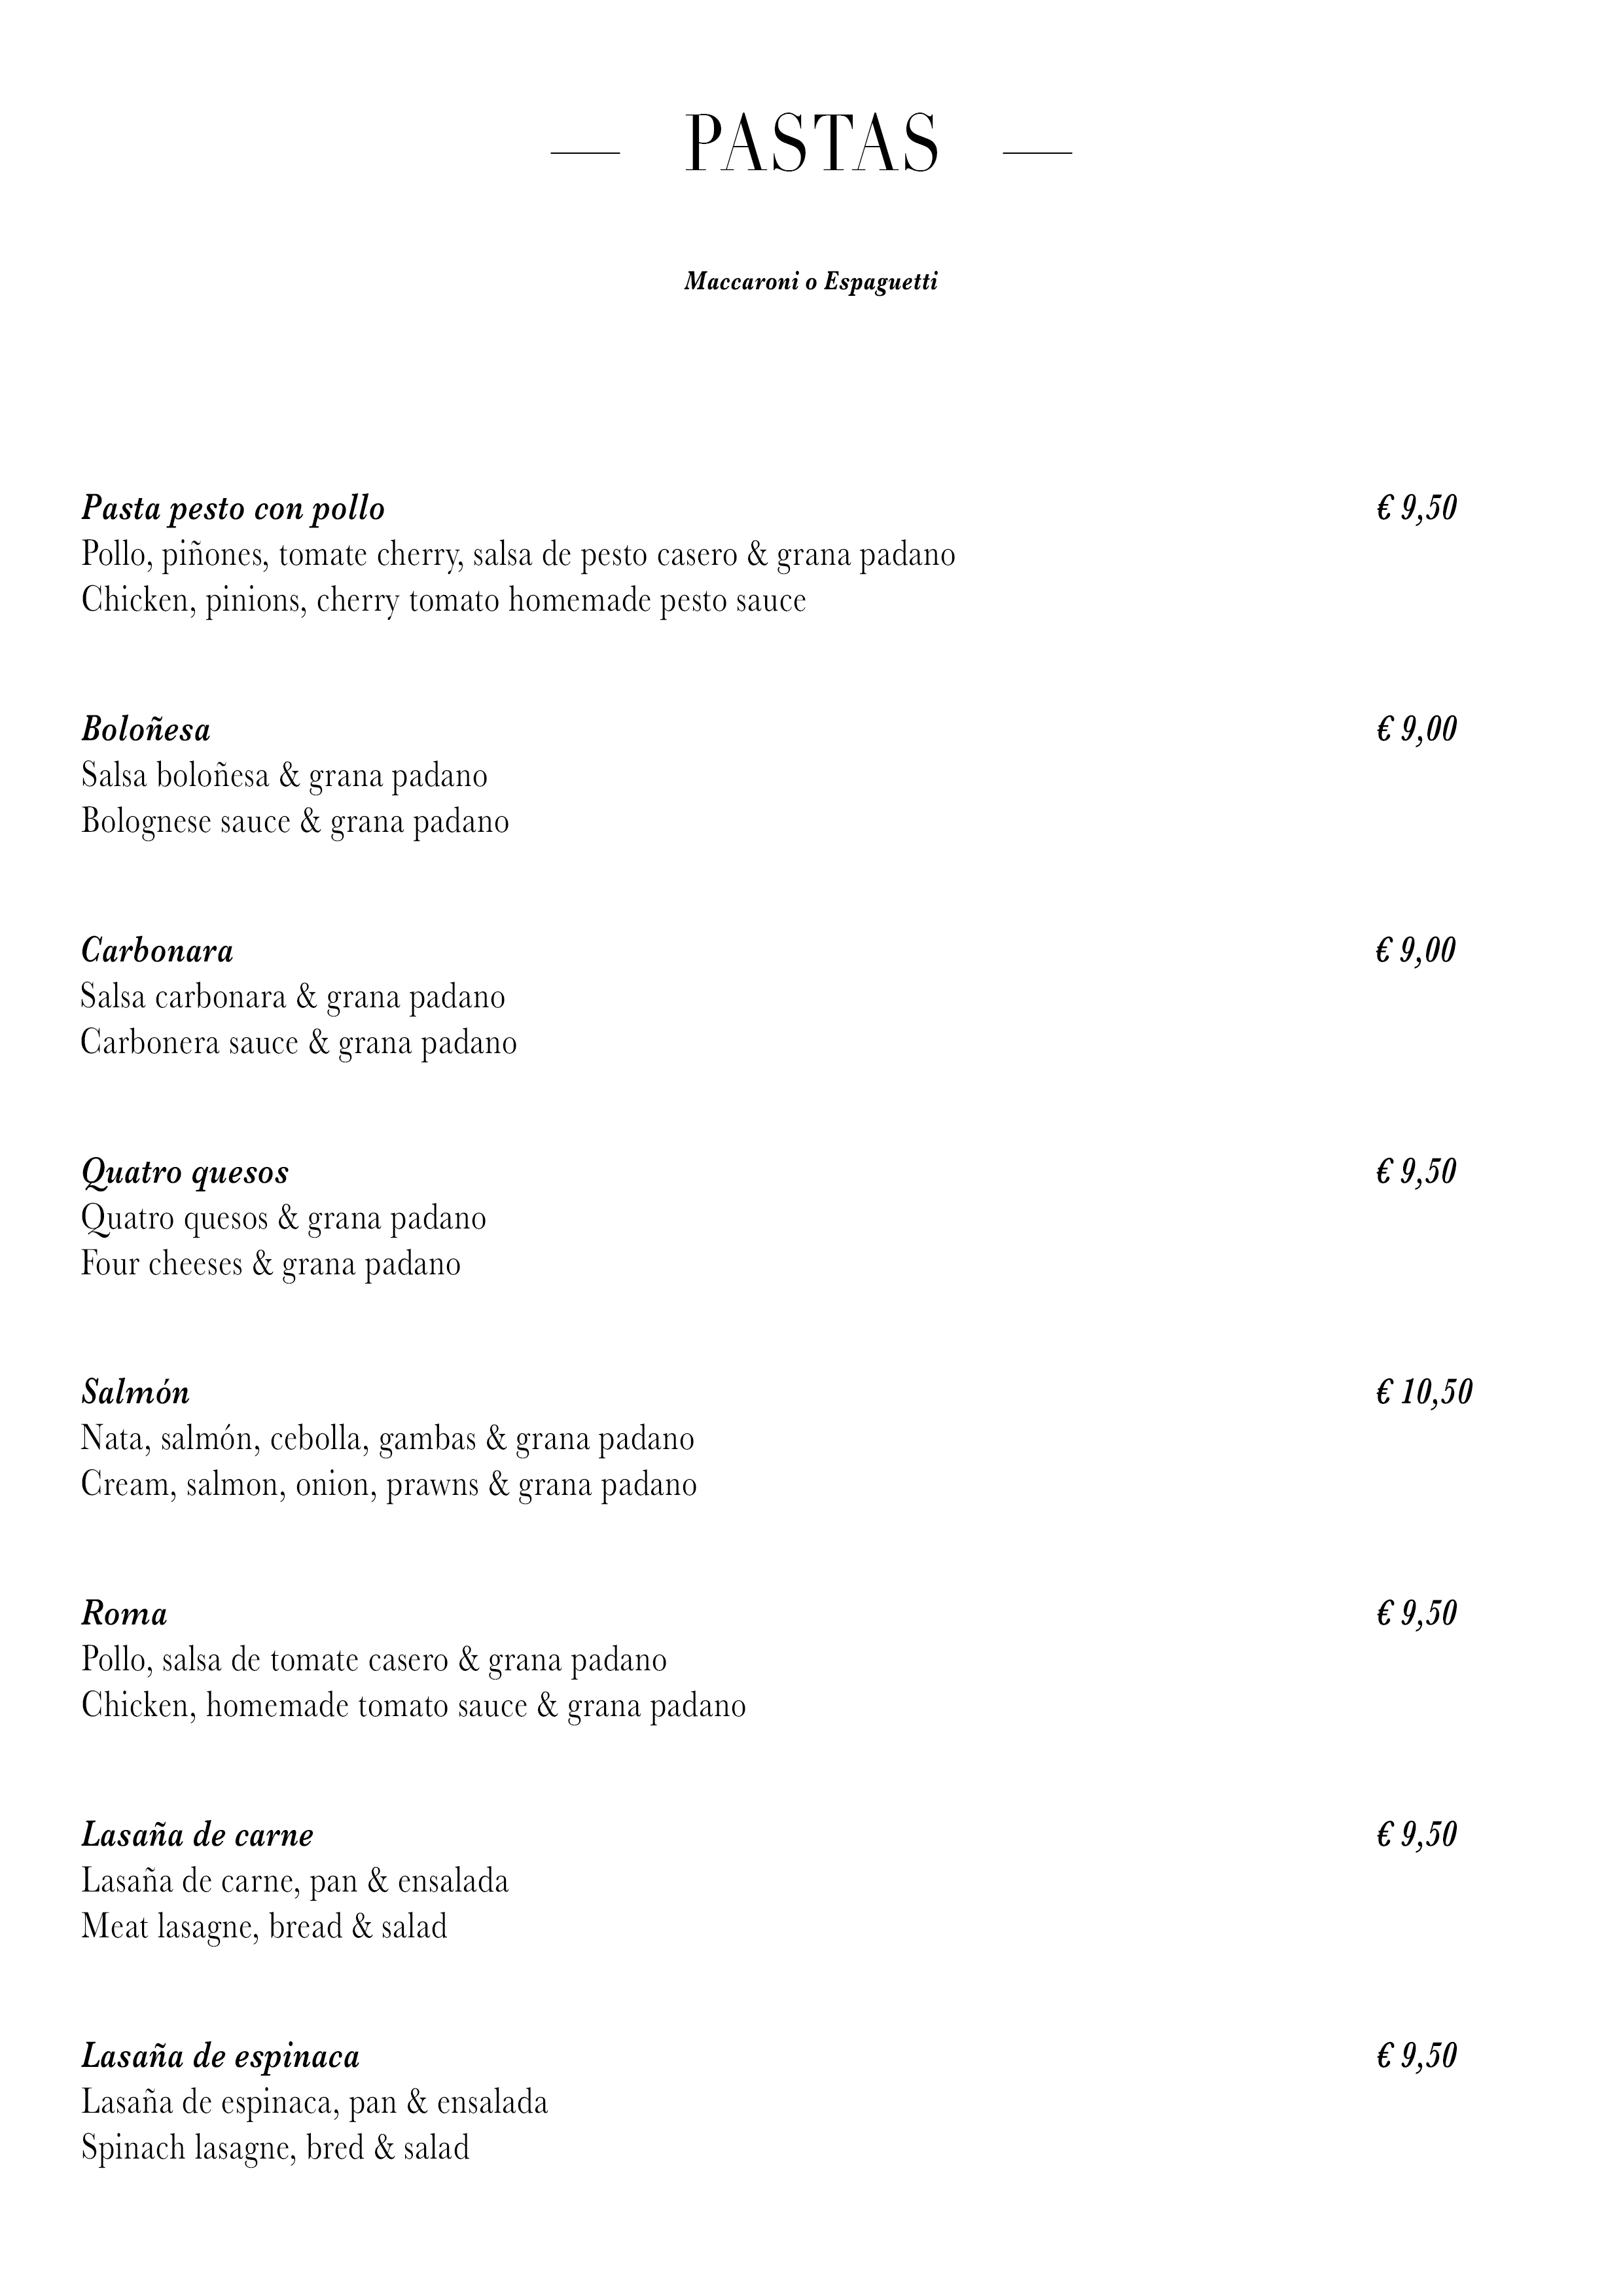 PASTAS
Maccaroni o Espaguetti
Pasta pesto con pollo € 9,50
Pollo, piñones, tomate cherry, salsa de pesto casero & grana padano
Chicken, pinions, cherry tomato homemade pesto sauce
Boloñesa € 9,00
Salsa boloñesa & grana padano
Bolognese sauce & grana padano
Carbonara € 9,00
Salsa carbonara & grana padano
Carbonera sauce & grana padano
Quatro quesos € 9,50
Quatro quesos & grana padano
Four cheeses & grana padano
Salmón € 10,50
Nata, salmón, cebolla, gambas & grana padano
Cream, salmon, onion, prawns & grana padano
Roma € 9,50
Pollo, salsa de tomate casero & grana padano
Chicken, homemade tomato sauce & grana padano
Lasaña de carne € 9,50
Lasaña de carne, pan & ensalada
Meat lasagne, bread & salad
Lasaña de espinaca € 9,50
Lasaña de espinaca, pan & ensalada
Spinach lasagne, bred & salad